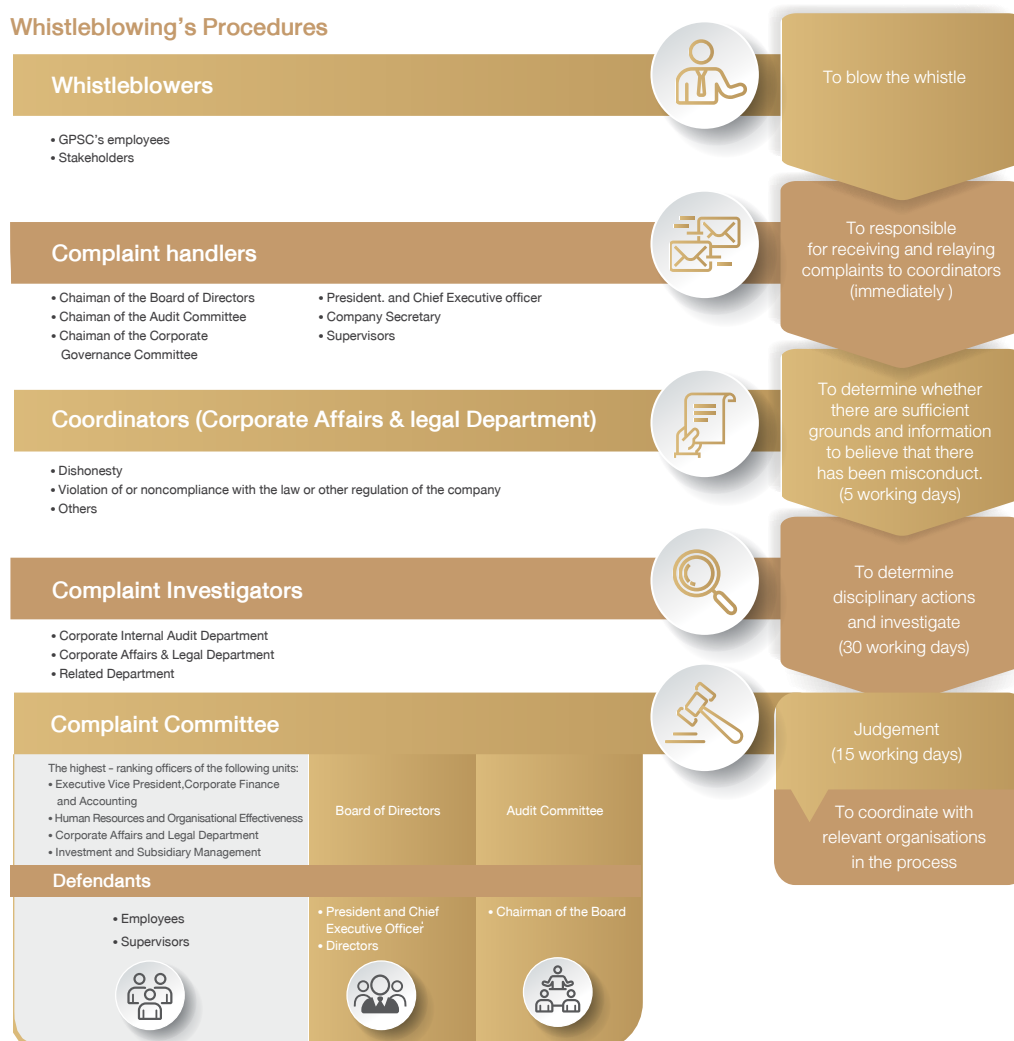 Whistleblowing's Procedures
Whistleblowers
To blow the whistle
• GPSC's employees
• Stakeholders
Complaint handlers
To responsible
for receiving and relaying
complaints to coordinators
(immediately )
• Chaiman of the Board of Directors
• Chaiman of the Audit Committee
• Chaiman of the Corporate
Governance Committee
• President. and Chief Executive officer
• Company Secretary
• Supervisors
Coordinators (Corporate Affairs & legal Department)
To determine whether
there are sufficient
grounds and information
to believe that there
has been misconduct.
(5 working days)
• Dishonesty
• Violation of or noncompliance with the law or other regulation of the company
• Others
Complaint Investigators
To determine
disciplinary actions
and investigate
(30 working days)
• Corporate Internal Audit Department
• Corporate Affairs & Legal Department
• Related Department
Complaint Committee
Judgement
(15 working days)
To coordinate with
relevant organisations
in the process
The highest – ranking officers of the following units:
• Executive Vice President,Corporate Finance
and Accounting
• Human Resources and Organisational Effectiveness
• Corporate Affairs and Legal Department
• Investment and Subsidiary Management
Board of Directors
Audit Committee
Defendants
• Employees
• Supervisors
• President and Chief
Executive Officer
• Directors
• Chairman of the Board